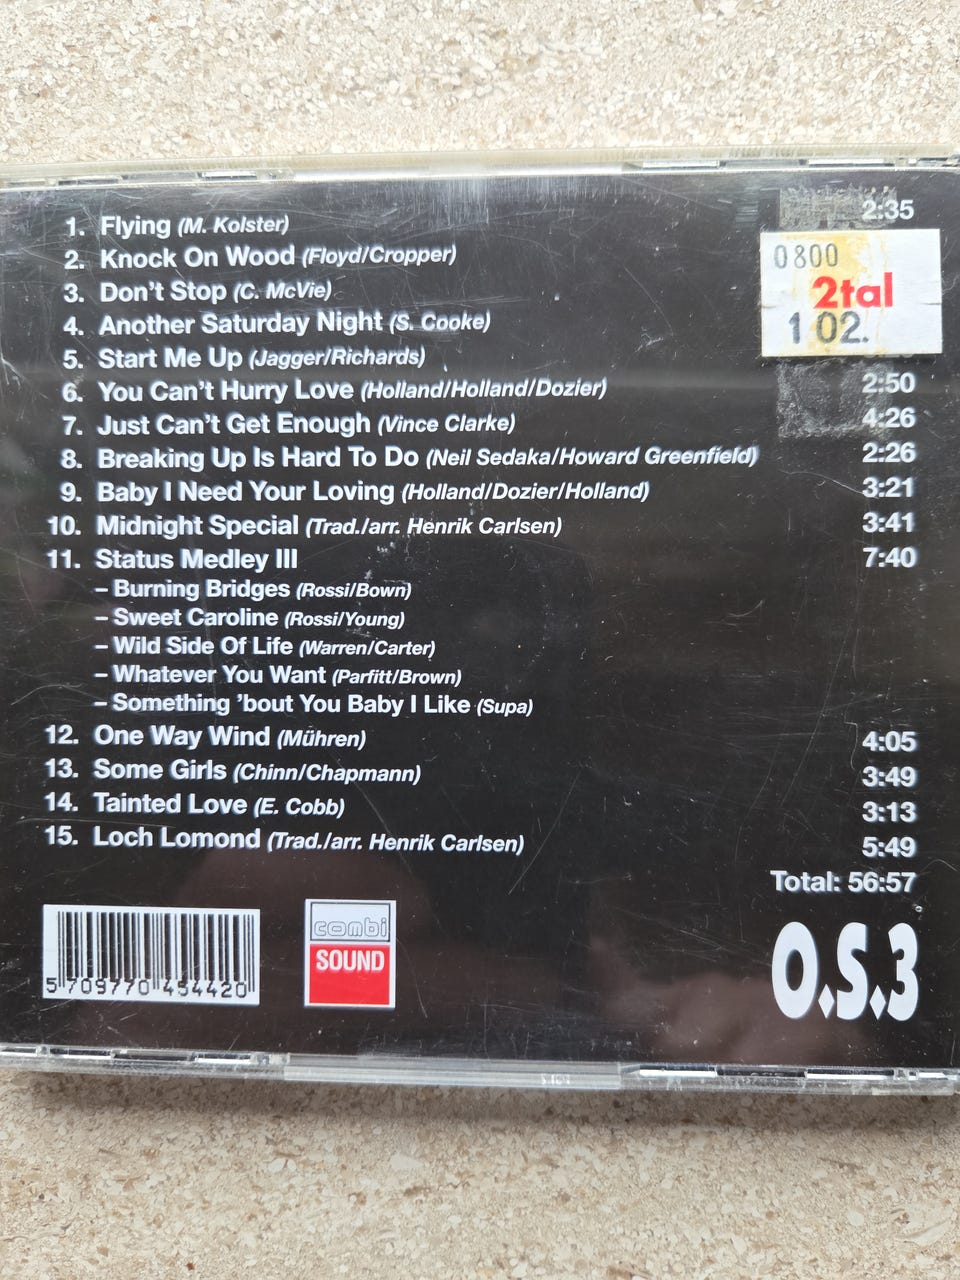 1. Flying (M. Kolster) 2:35
2. Knock On Wood (Floyd/Cropper)
3. Don't Stop (C. McVie)
4. Another Saturday Night (S. Cooke)
5. Start Me Up (Jagger/Richards)
6. You Can't Hurry Love (Holland/Holland/Dozier) 2:50
7. Just Can't Get Enough (Vince Clarke) 4:26
8. Breaking Up Is Hard To Do (Neil Sedaka/Howard Greenfield) 2:26
9. Baby I Need Your Loving (Holland/Dozier/Holland) 3:21
10. Midnight Special (Trad./arr. Henrik Carlsen) 3:41
11. Status Medley III 7:40
– Burning Bridges (Rossi/Bown)
– Sweet Caroline (Rossi/Young)
– Wild Side Of Life (Warren/Carter)
– Whatever You Want (Parfitt/Brown)
– Something 'bout You Baby I Like (Supa)
12. One Way Wind (Mühren) 4:05
13. Some Girls (Chinn/Chapmann) 3:49
14. Tainted Love (E. Cobb) 3:13
15. Loch Lomond (Trad./arr. Henrik Carlsen) 5:49
Total: 56:57
0800
2tal
102.
5 709770 454420
combi
SOUND
O.S.3